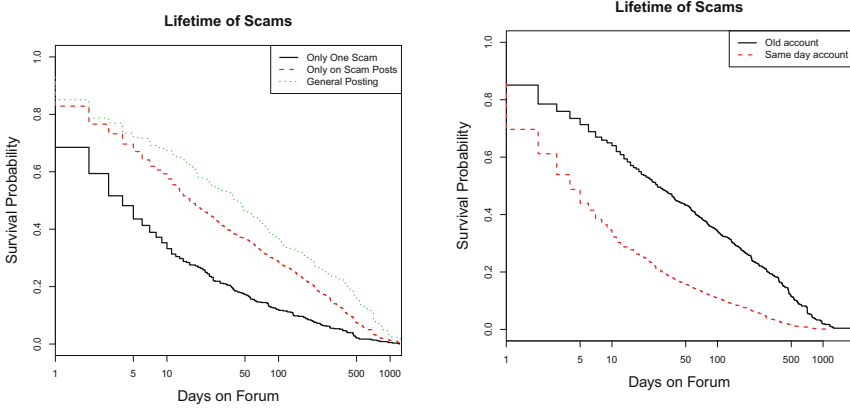 Lifetime of Scams
Survival Probability
1.0
0.8
0.6
0.4
0.2
0.0
Only One Scam
Only on Scam Posts
General Posting
1 5 10 50 100 500 1000
Days on Forum
Lifetime of Scams
Survival Probability
1.0
0.8
0.6
0.4
0.2
0.0
Old account
Same day account
1 5 10 50 100 500 1000
Days on Forum